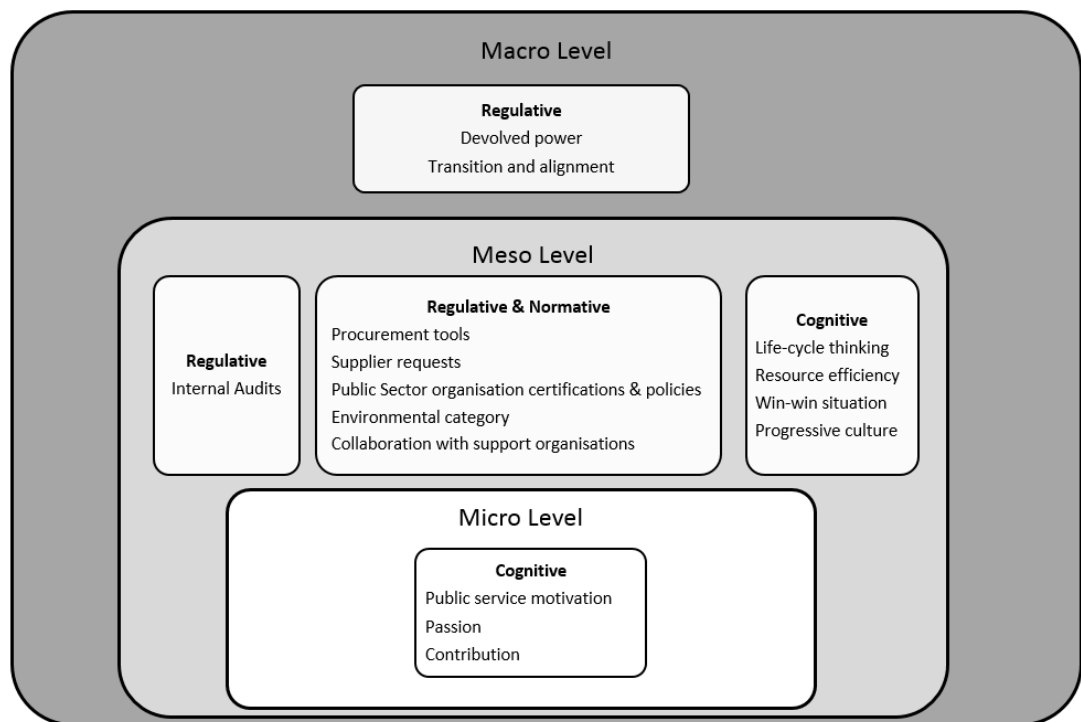 Macro Level
Regulative
Devolved power
Transition and alignment
Meso Level
Regulative
Internal Audits
Regulative & Normative
Procurement tools
Supplier requests
Public Sector organisation certifications & policies
Environmental category
Collaboration with support organisations
Cognitive
Life-cycle thinking
Resource efficiency
Win-win situation
Progressive culture
Micro Level
Cognitive
Public service motivation
Passion
Contribution